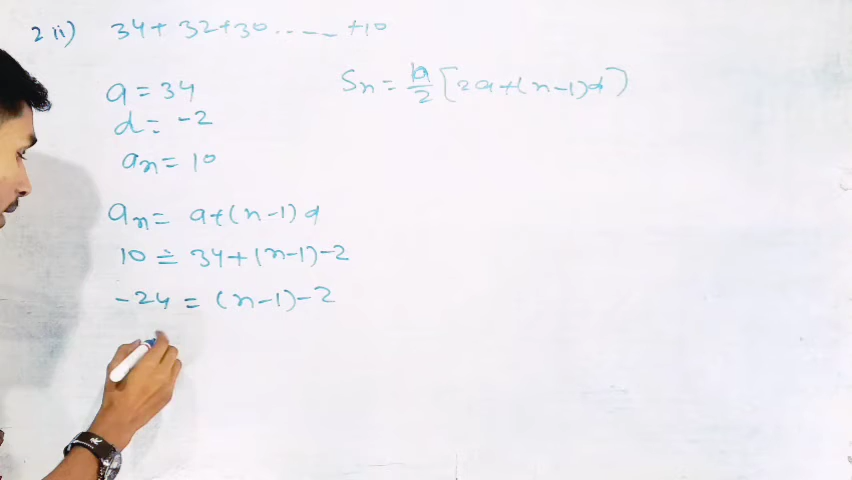 2 ii) 34 + 32 + 30 ...... + 10
a = 34
Sn = n/2 [2a + (n-1)d]
d = -2
an = 10
an = a + (n-1) d
10 = 34 + (n-1) -2
-24 = (n-1) -2